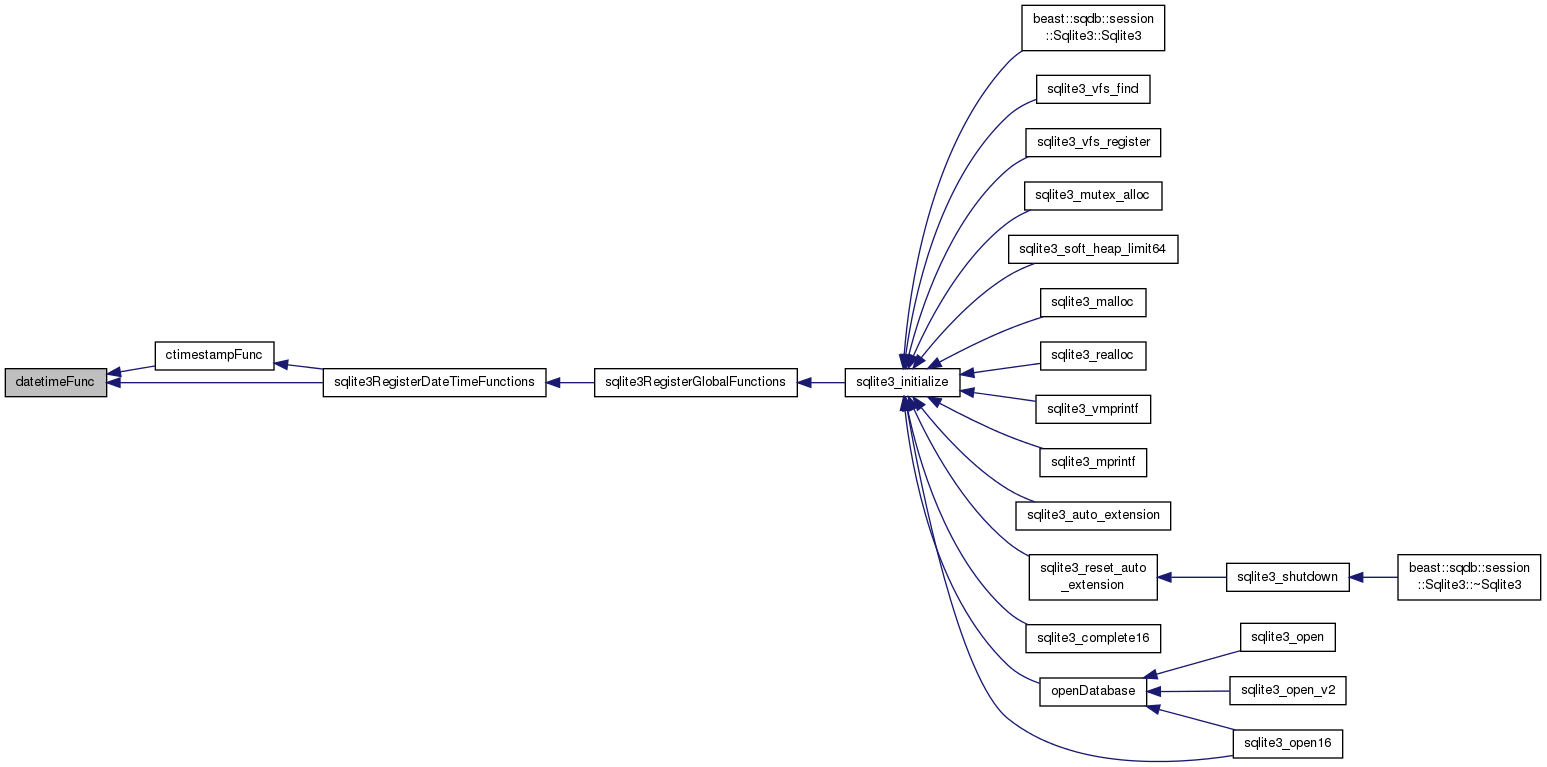 datetimeFunc
ctimestampFunc
sqlite3RegisterDateTimeFunctions
sqlite3RegisterGlobalFunctions
sqlite3_initialize
beast::sqdb::session
::Sqlite3::Sqlite3
sqlite3_vfs_find
sqlite3_vfs_register
sqlite3_mutex_alloc
sqlite3_soft_heap_limit64
sqlite3_malloc
sqlite3_realloc
sqlite3_vmprintf
sqlite3_mprintf
sqlite3_auto_extension
sqlite3_reset_auto
_extension
sqlite3_shutdown
beast::sqdb::session
::Sqlite3::~Sqlite3
sqlite3_complete16
openDatabase
sqlite3_open
sqlite3_open_v2
sqlite3_open16